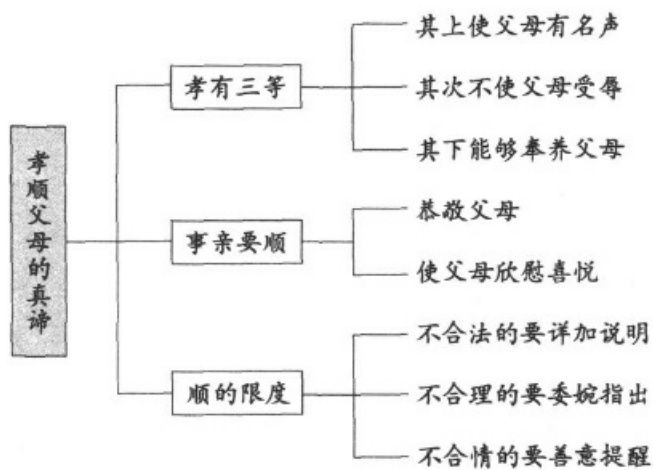 孝顺父母的真谛
孝有三等
其上使父母有名声
其次不使父母受辱
其下能够奉养父母
事亲要顺
恭敬父母
使父母欣慰喜悦
顺的限度
不合法的要详加说明
不合理的要委婉指出
不合情的要善意提醒